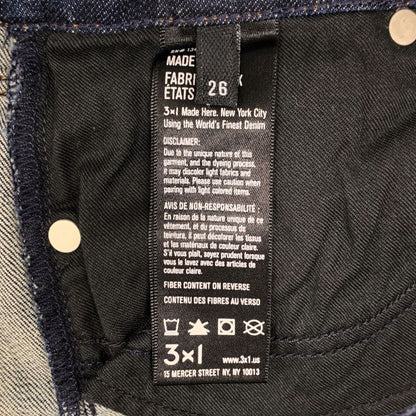 RN# 13
MADE
FABRI X
ÉTATS
26
3×1 Made Here. New York City
Using the World's Finest Denim
DISCLAIMER:
Due to the unique nature of this
garment, and the dyeing process,
it may discolor light fabrics and
materials. Please use caution when
pairing with light colored items.
AVIS DE NON-RESPONSABILITÉ :
En raison de la nature unique de ce
vêtement, et du processus de
teinture, il peut décolorer les tissus
et les matériaux de couleur claire.
S'il vous plaît, soyez prudent lorsque
vous l'associez avec des articles de
couleur claire.
FIBER CONTENT ON REVERSE
CONTENU DES FIBRES AU VERSO
3×1
www.3x1.us
15 MERCER STREET NY, NY 10013